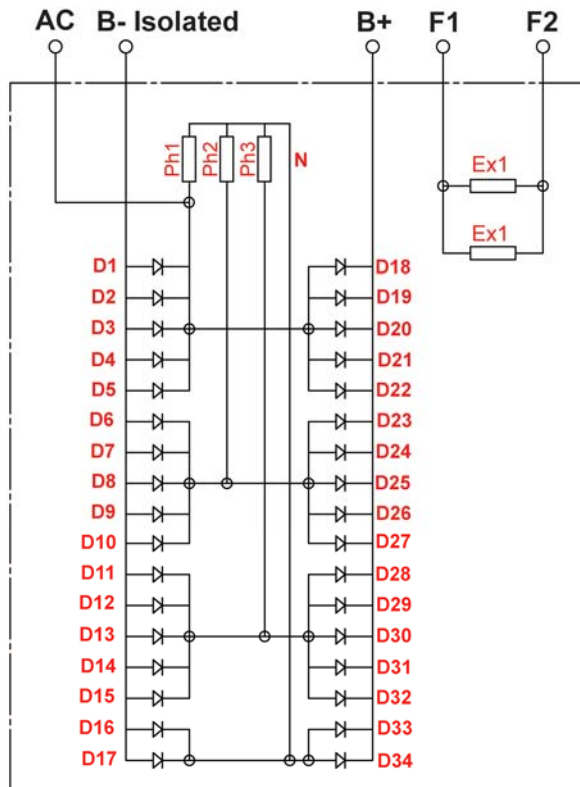 AC B- Isolated B+ F1 F2
Ph1 Ph2 Ph3 N
Ex1
Ex1
D1 D18
D2 D19
D3 D20
D4 D21
D5 D22
D6 D23
D7 D24
D8 D25
D9 D26
D10 D27
D11 D28
D12 D29
D13 D30
D14 D31
D15 D32
D16 D33
D17 D34